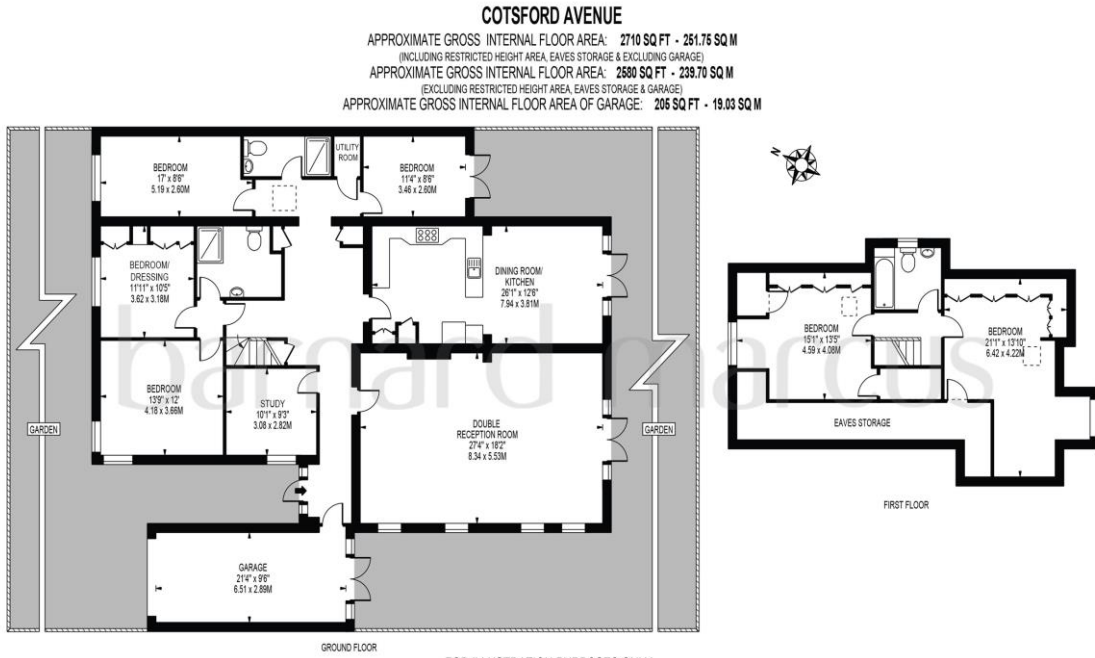 COTSFORD AVENUE
APPROXIMATE GROSS INTERNAL FLOOR AREA: 2710 SQ FT - 251.75 SQ M
(INCLUDING RESTRICTED HEIGHT AREA, EAVES STORAGE & EXCLUDING GARAGE)
APPROXIMATE GROSS INTERNAL FLOOR AREA: 2580 SQ FT - 239.70 SQ M
(EXCLUDING RESTRICTED HEIGHT AREA, EAVES STORAGE & GARAGE)
APPROXIMATE GROSS INTERNAL FLOOR AREA OF GARAGE: 205 SQ FT - 19.03 SQ M
BEDROOM
17' x 8'6"
5.19 x 2.60M
UTILITY
ROOM
BEDROOM
11'4" x 8'6"
3.46 x 2.60M
N
BEDROOM/
DRESSING
11'11" x 10'5"
3.62 x 3.18M
DINING ROOM/
KITCHEN
26'1" x 12'6"
7.94 x 3.81M
BEDROOM
15'1" x 13'5"
4.59 x 4.08M
BEDROOM
21'1" x 13'10"
6.42 x 4.22M
barnard marcus
BEDROOM
13'9" x 12'
4.18 x 3.66M
STUDY
10'1" x 9'3"
3.08 x 2.82M
DOUBLE
RECEPTION ROOM
27'4" x 18'2"
8.34 x 5.53M
GARDEN
GARDEN
EAVES STORAGE
FIRST FLOOR
GARAGE
21'4" x 9'6"
6.51 x 2.89M
GROUND FLOOR